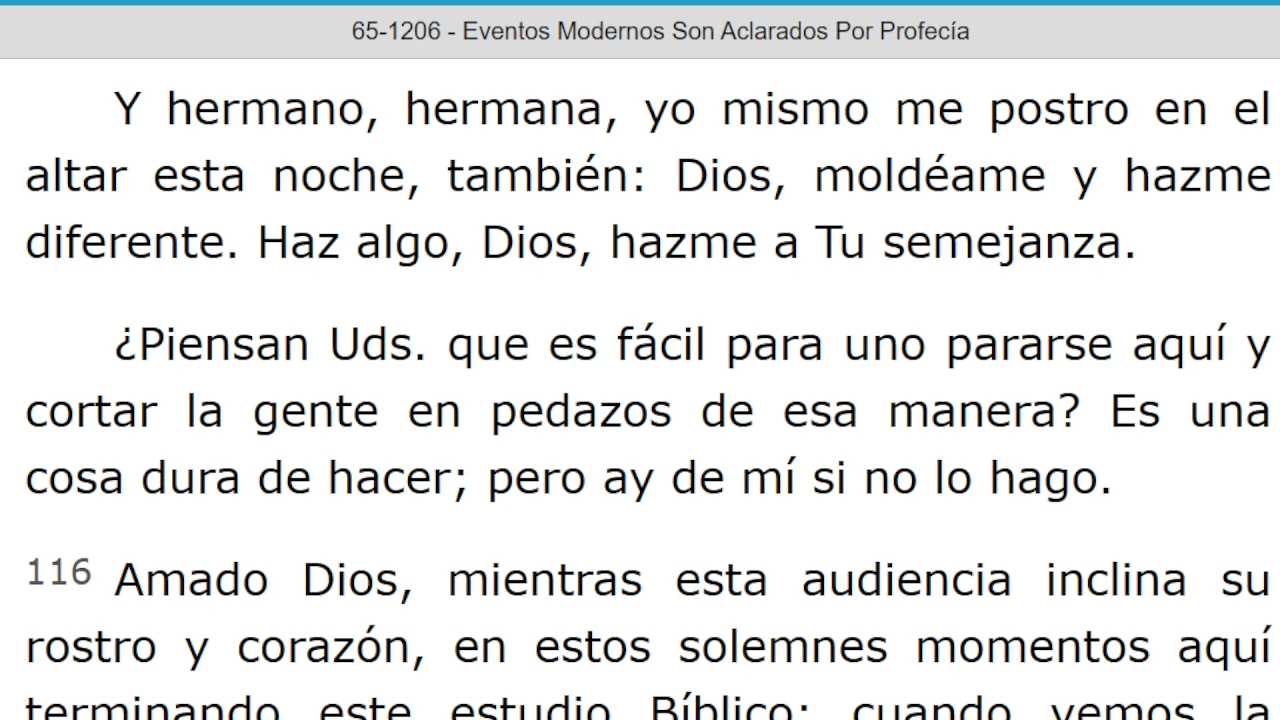 65-1206 - Eventos Modernos Son Aclarados Por Profecía
Y hermano, hermana, yo mismo me postro en el
altar esta noche, también: Dios, moldéame y hazme
diferente. Haz algo, Dios, hazme a Tu semejanza.
¿Piensan Uds. que es fácil para uno pararse aquí y
cortar la gente en pedazos de esa manera? Es una
cosa dura de hacer; pero ay de mí si no lo hago.
116 Amado Dios, mientras esta audiencia inclina su
rostro y corazón, en estos solemnes momentos aquí
terminando este estudio Bíblico; cuando vemos la